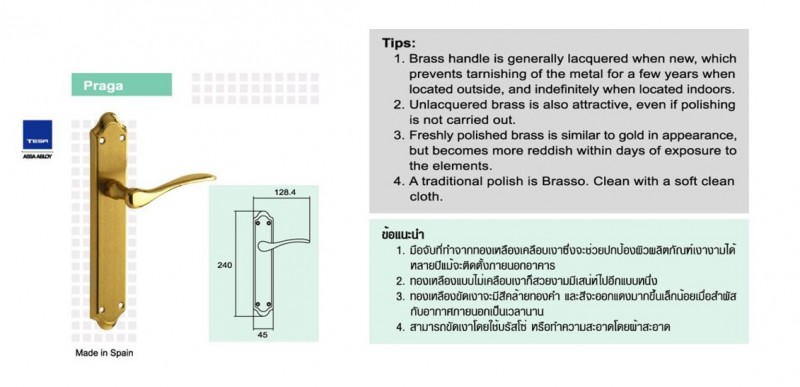 Praga
TESA
ASSA ABLOY
128.4
240
45
Made in Spain
Tips:
1. Brass handle is generally lacquered when new, which
prevents tarnishing of the metal for a few years when
located outside, and indefinitely when located indoors.
2. Unlacquered brass is also attractive, even if polishing
is not carried out.
3. Freshly polished brass is similar to gold in appearance,
but becomes more reddish within days of exposure to
the elements.
4. A traditional polish is Brasso. Clean with a soft clean
cloth.
ข้อแนะนำ
1. มือจับที่ทำจากทองเหลืองเคลือบเงาซึ่งจะช่วยปกป้องผิวผลิตภัณฑ์เงางามได้
หลายปีแม้จะติดตั้งภายนอกอาคาร
2. ทองเหลืองแบบไม่เคลือบเงาก็สวยงามมีเสน่ห์ไปอีกแบบหนึ่ง
3. ทองเหลืองขัดเงาจะมีสีคล้ายทองคำ และสีจะออกแดงมากขึ้นเล็กน้อยเมื่อสัมผัส
กับอากาศภายนอกเป็นเวลานาน
4. สามารถขัดเงาโดยใช้บรัสโซ่ หรือทำความสะอาดโดยผ้าสะอาด